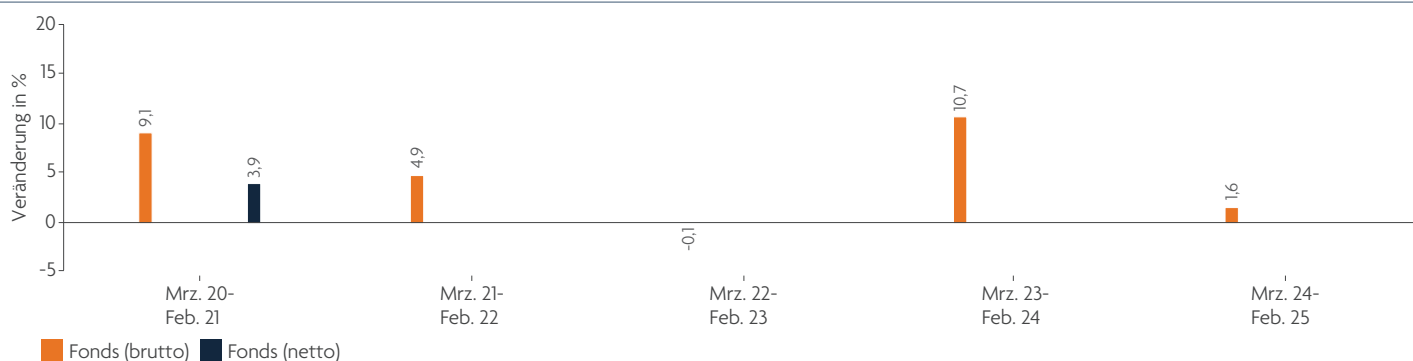 Veränderung in %
20
15
10
5
0
-5
9,1
3,9
4,9
-0,1
10,7
1,6
Mrz. 20-
Feb. 21
Mrz. 21-
Feb. 22
Mrz. 22-
Feb. 23
Mrz. 23-
Feb. 24
Mrz. 24-
Feb. 25
Fonds (brutto) Fonds (netto)